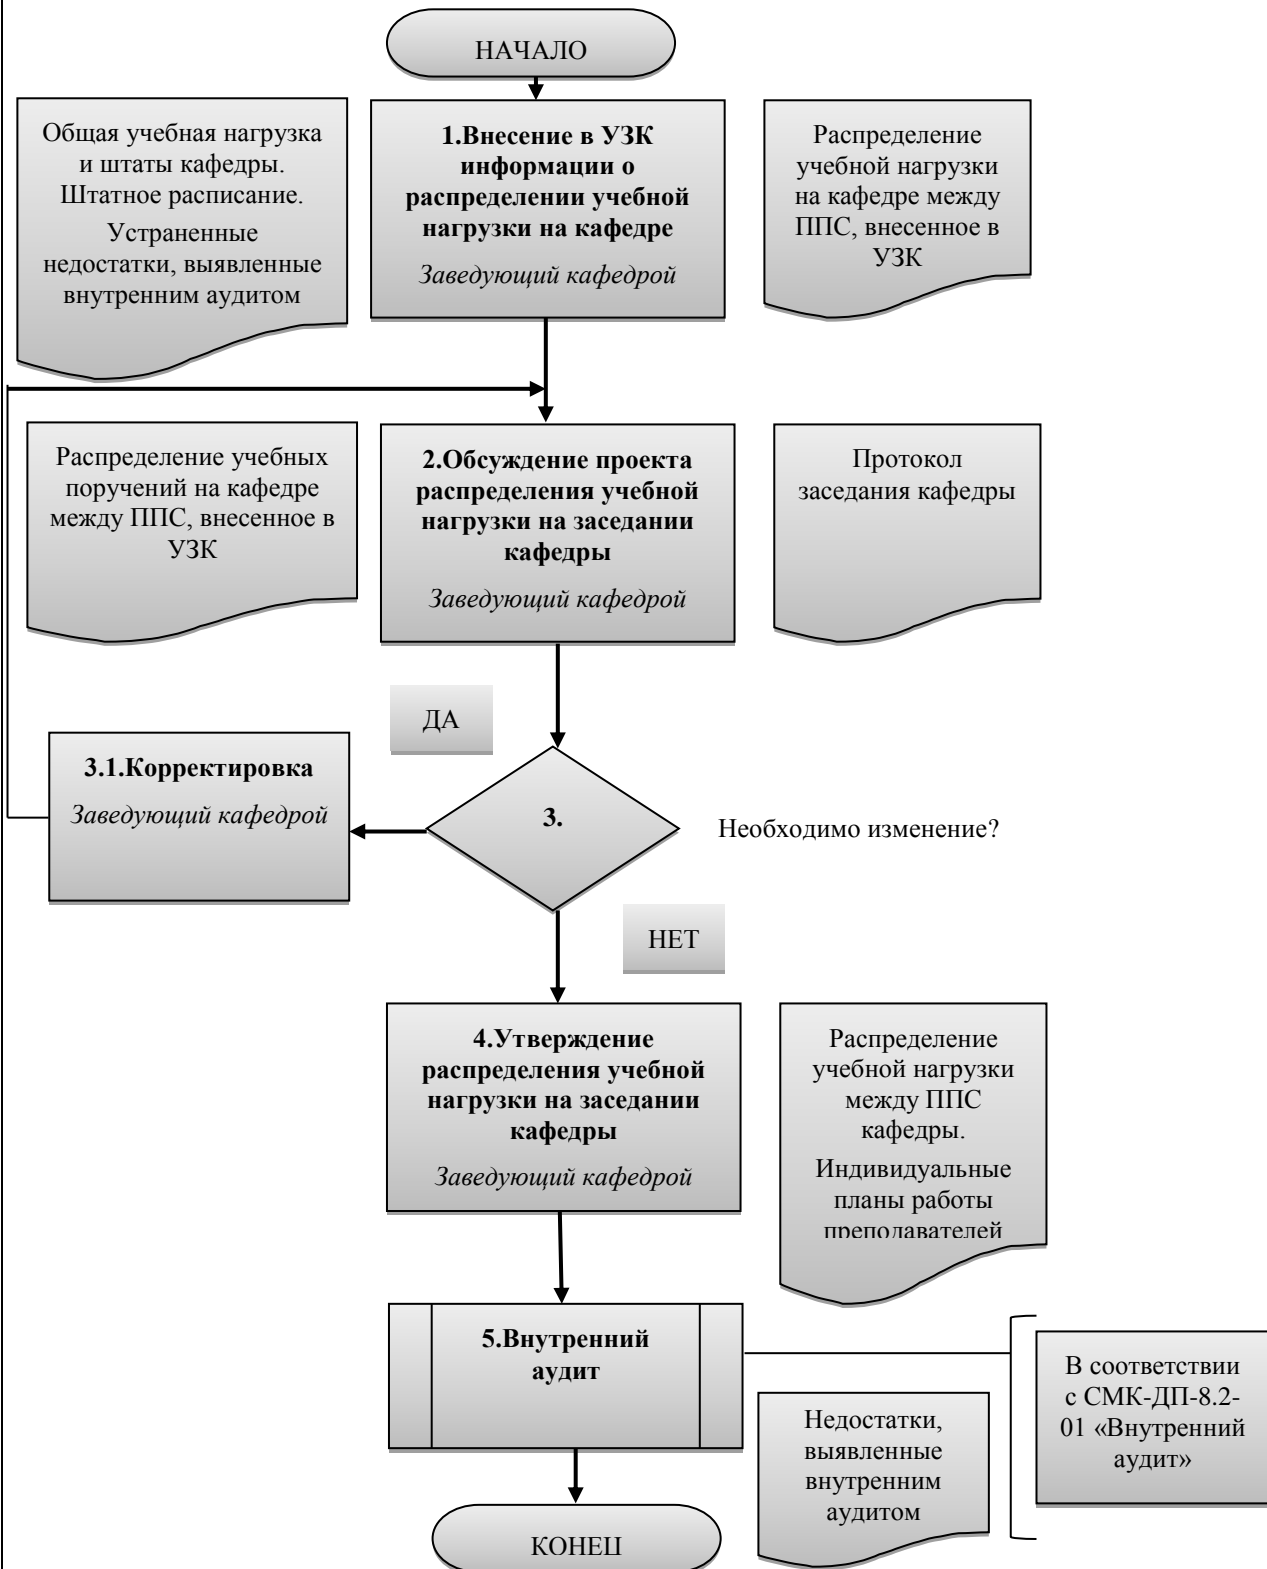 НАЧАЛО
Общая учебная нагрузка
и штаты кафедры.
Штатное расписание.
Устраненные
недостатки, выявленные
внутренним аудитом
1.Внесение в УЗК
информации о
распределении учебной
нагрузки на кафедре
Заведующий кафедрой
Распределение
учебной нагрузки
на кафедре между
ППС, внесенное в
УЗК
Распределение учебных
поручений на кафедре
между ППС, внесенное в
УЗК
2.Обсуждение проекта
распределения учебной
нагрузки на заседании
кафедры
Заведующий кафедрой
Протокол
заседания кафедры
ДА
3.1.Корректировка
Заведующий кафедрой
3.
Необходимо изменение?
НЕТ
4.Утверждение
распределения учебной
нагрузки на заседании
кафедры
Заведующий кафедрой
Распределение
учебной нагрузки
между ППС
кафедры.
Индивидуальные
планы работы
преподавателей
5.Внутренний
аудит
Недостатки,
выявленные
внутренним
аудитом
В соответствии
с СМК-ДП-8.2-
01 «Внутренний
аудит»
КОНЕЦ